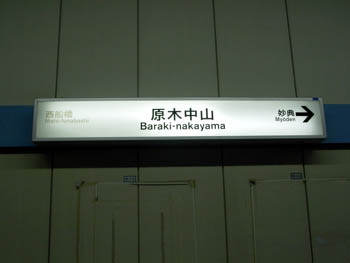 西船橋
Nishi-funabashi
原木中山
Baraki-nakayama
妙典
Myoden